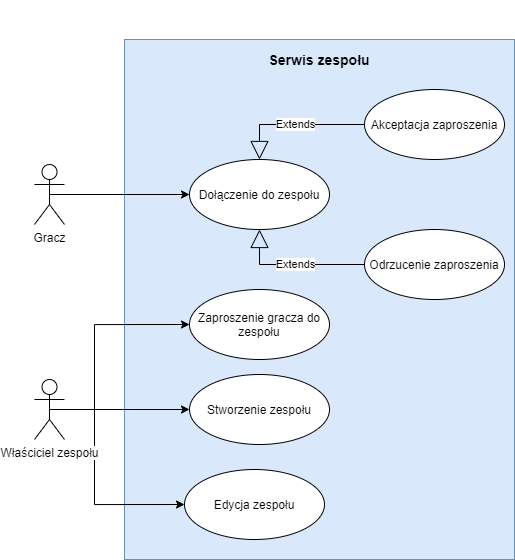 Serwis zespołu
Extends
Akceptacja zaproszenia
Dołączenie do zespołu
Gracz
Extends
Odrzucenie zaproszenia
Zaproszenie gracza do
zespołu
Stworzenie zespołu
Właściciel zespołu
Edycja zespołu